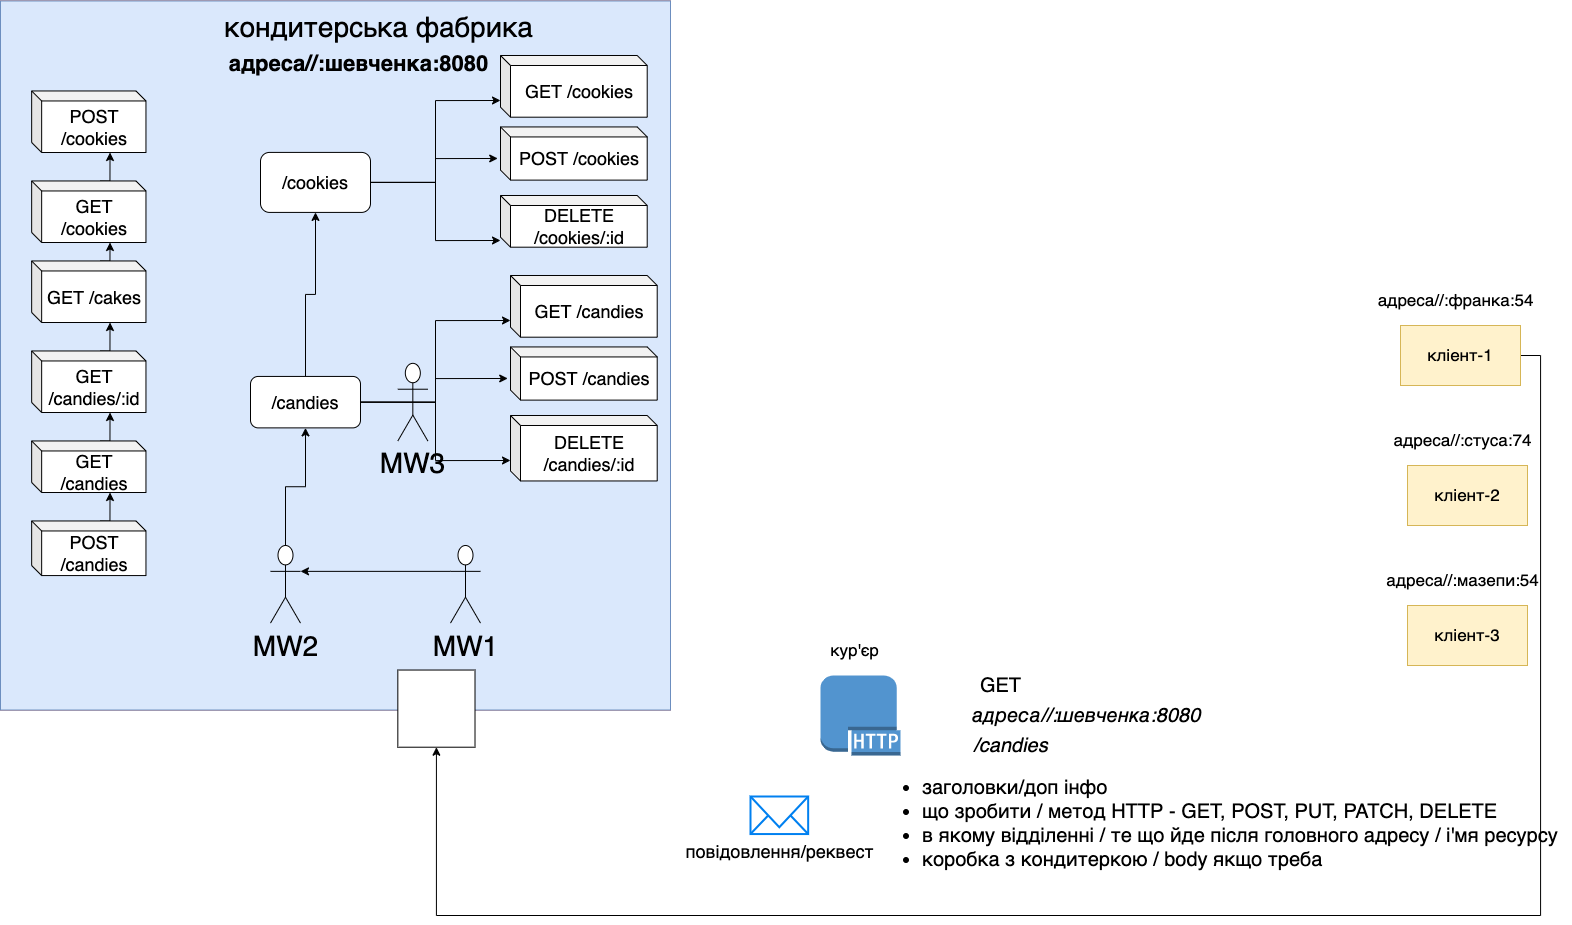 кондитерська фабрика
адреса//:шевченка:8080
POST
/cookies
GET
/cookies
GET /cakes
GET
/candies/:id
GET
/candies
POST
/candies
/cookies
GET /cookies
POST /cookies
DELETE
/cookies/:id
/candies
MW3
GET /candies
POST /candies
DELETE
/candies/:id
MW2
MW1
адреса//:франка:54
кліент-1
адреса//:стуса:74
кліент-2
адреса//:мазепи:54
кліент-3
кур'єр
HTTP
GET
адреса//:шевченка:8080
/candies
повідовлення/реквест
• заголовки/доп інфо
• що зробити / метод HTTP - GET, POST, PUT, PATCH, DELETE
• в якому відділенні / те що йде після головного адресу / і'мя ресурсу
• коробка з кондитеркою / body якщо треба